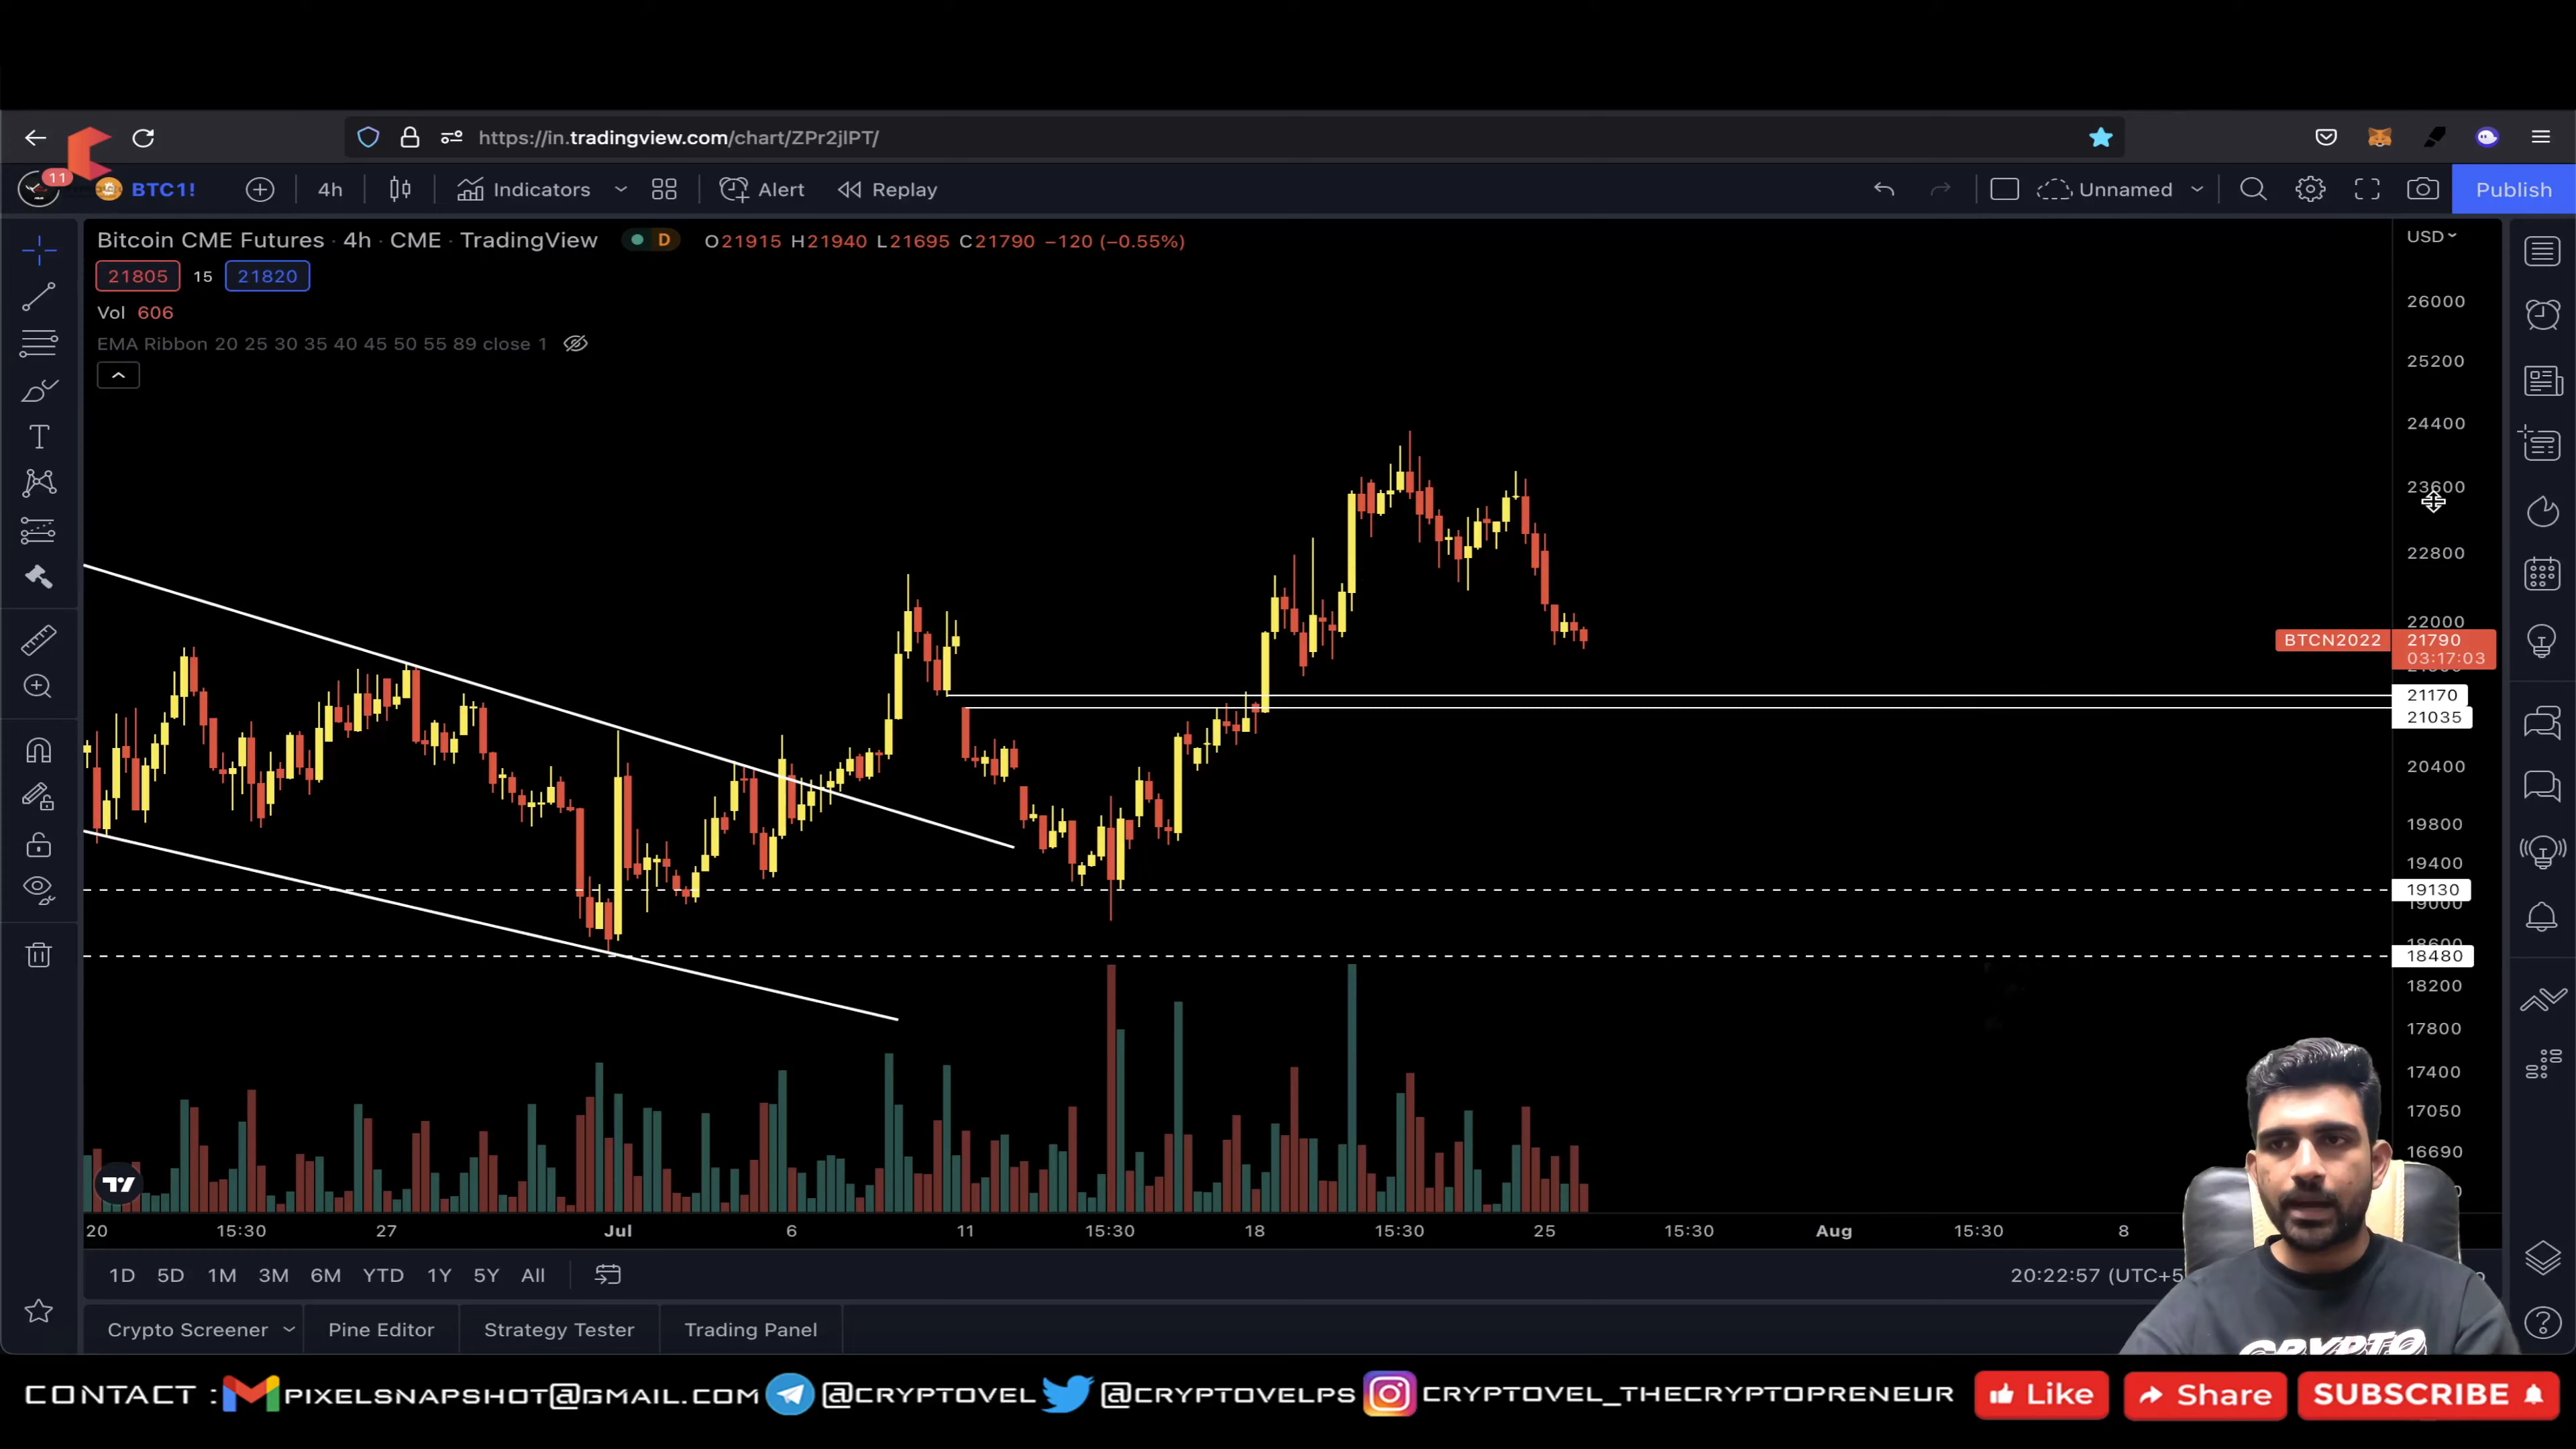 https://in.tradingview.com/chart/ZPr2jlPT/
11 BTC1! 4h Indicators Alert Replay Unnamed Publish
Bitcoin CME Futures · 4h · CME · TradingView D O21915 H21940 L21695 C21790 −120 (−0.55%)
USD
21805 15 21820
Vol 606
EMA Ribbon 20 25 30 35 40 45 50 55 89 close 1
26000
25200
24400
23600
22800
22000
BTCN2022 21790
03:17:03
21170
21035
20400
19800
19400
19130
19000
18480
18200
17800
17400
17050
16690
20 15:30 27 Jul 6 11 15:30 18 15:30 25 15:30 Aug 15:30 8
1D 5D 1M 3M 6M YTD 1Y 5Y All 20:22:57 (UTC+5
Crypto Screener Pine Editor Strategy Tester Trading Panel
CRYPTO
CONTACT : PIXELSNAPSHOT@GMAIL.COM @CRYPTOVEL @CRYPTOVELPS CRYPTOVEL_THECRYPTOPRENEUR Like Share SUBSCRIBE